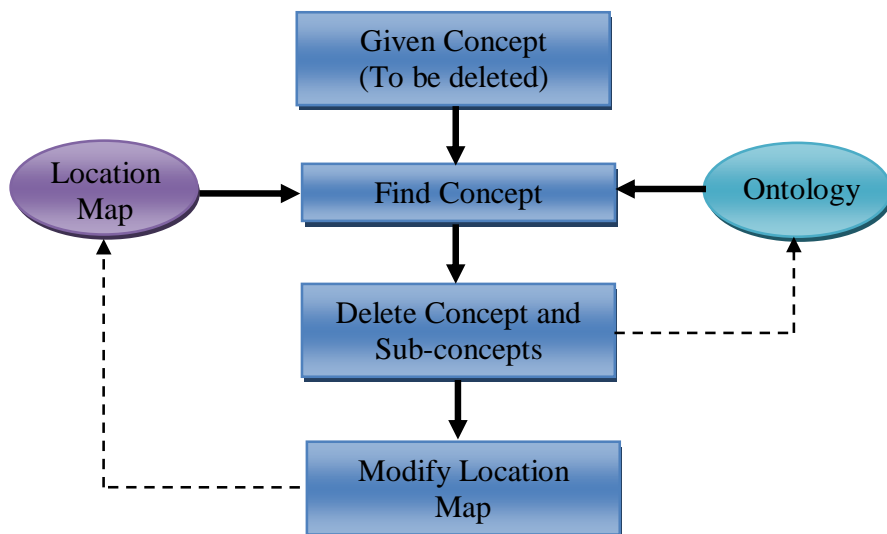 Given Concept
(To be deleted)
Location
Map
Find Concept
Ontology
Delete Concept and
Sub-concepts
Modify Location
Map